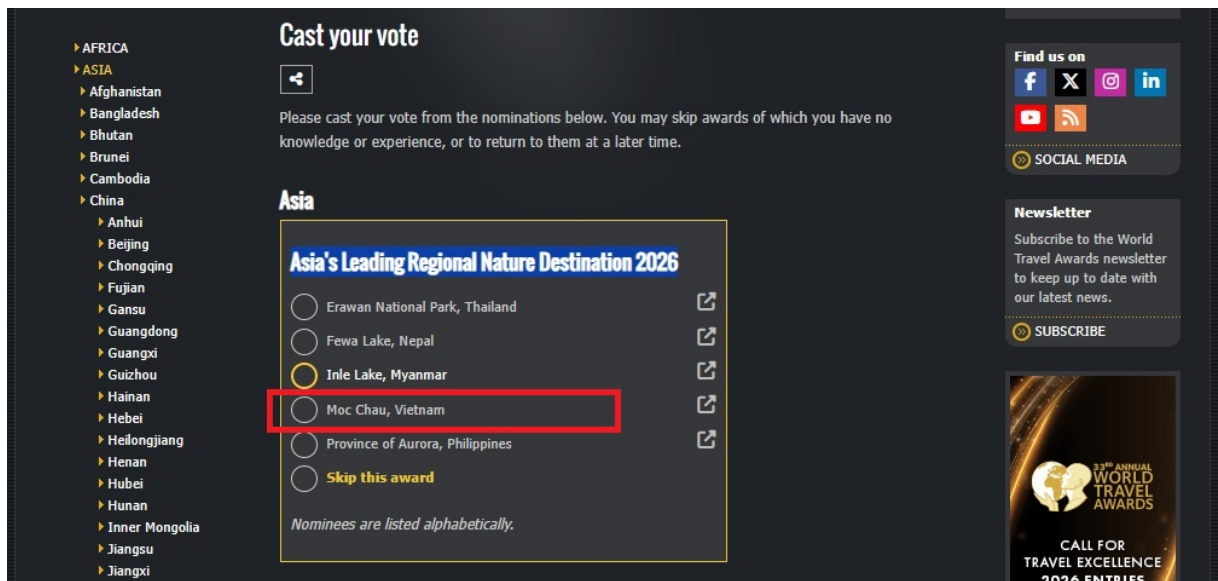 AFRICA
ASIA
Afghanistan
Bangladesh
Bhutan
Brunei
Cambodia
China
Anhui
Beijing
Chongqing
Fujian
Gansu
Guangdong
Guangxi
Guizhou
Hainan
Hebei
Heilongjiang
Henan
Hubei
Hunan
Inner Mongolia
Jiangsu
Jiangxi
Cast your vote
Please cast your vote from the nominations below. You may skip awards of which you have no
knowledge or experience, or to return to them at a later time.
Asia
Asia's Leading Regional Nature Destination 2026
Erawan National Park, Thailand
Fewa Lake, Nepal
Inle Lake, Myanmar
Moc Chau, Vietnam
Province of Aurora, Philippines
Skip this award
Nominees are listed alphabetically.
Find us on
f X in
SOCIAL MEDIA
Newsletter
Subscribe to the World
Travel Awards newsletter
to keep up to date with
our latest news.
SUBSCRIBE
33RD ANNUAL
WORLD
TRAVEL
AWARDS
CALL FOR
TRAVEL EXCELLENCE
2026 ENTRIES